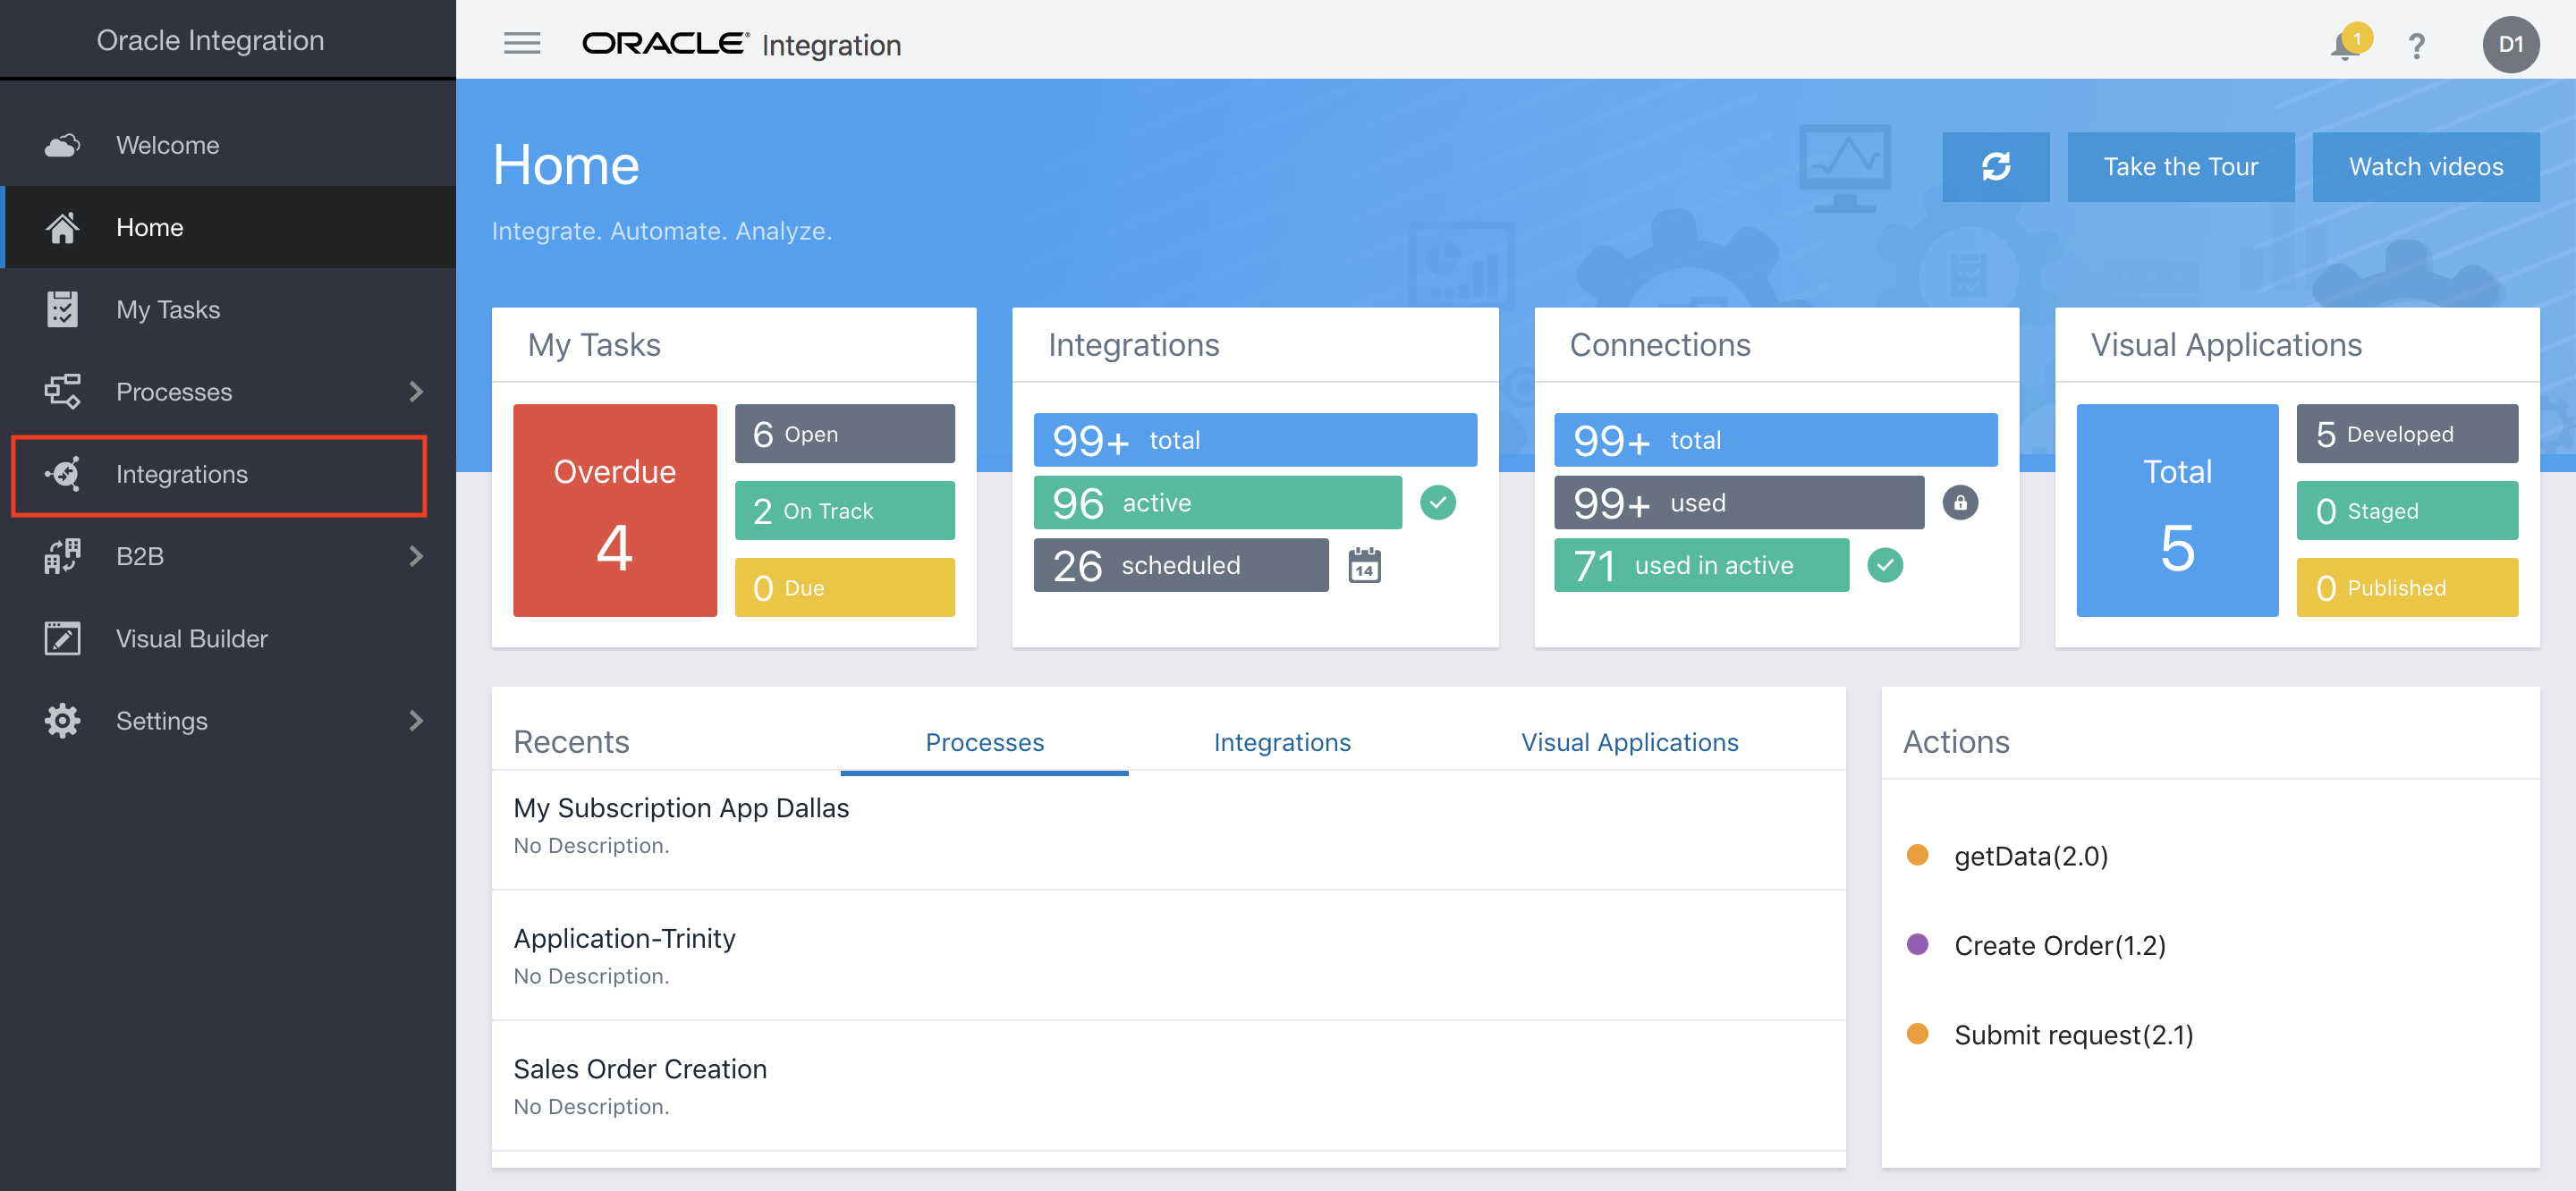 Oracle Integration
Welcome
Home
My Tasks
Processes
Integrations
B2B
Visual Builder
Settings
ORACLE® Integration
1
?
D1
Home
Integrate. Automate. Analyze.
Take the Tour
Watch videos
My Tasks
Overdue
4
6 Open
2 On Track
0 Due
Integrations
99+ total
96 active
26 scheduled
14
Connections
99+ total
99+ used
71 used in active
Visual Applications
Total
5
5 Developed
0 Staged
0 Published
Recents
Processes
Integrations
Visual Applications
My Subscription App Dallas
No Description.
Application-Trinity
No Description.
Sales Order Creation
No Description.
Actions
getData(2.0)
Create Order(1.2)
Submit request(2.1)